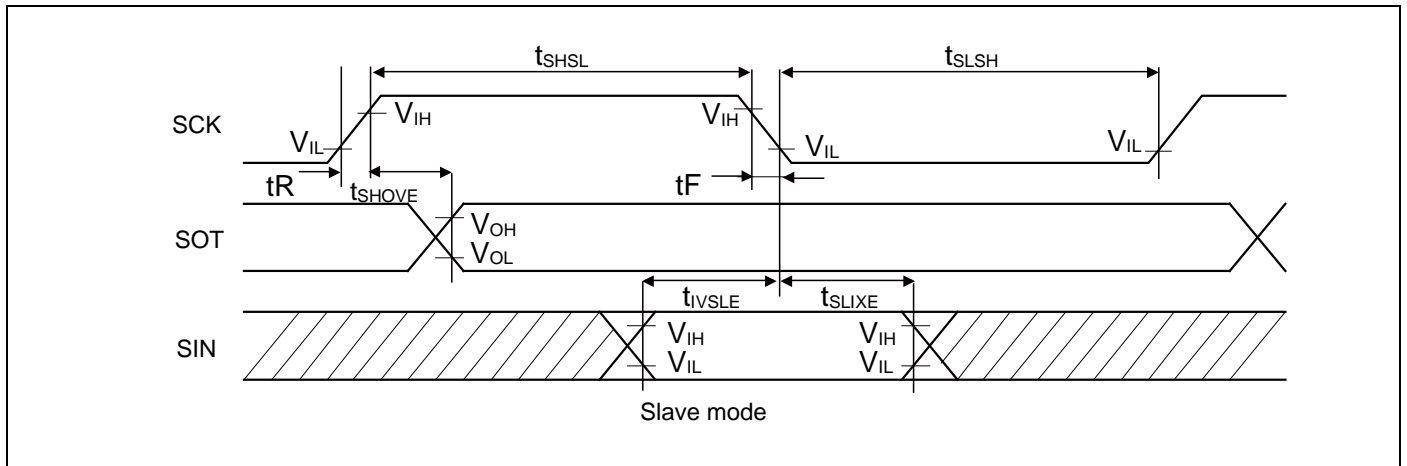 tSHSL tSLSH
SCK VIH VIH
VIL VIL VIL
tR tSHOVE tF
SOT VOH
VOL
tIVSLE tSLIXE
SIN VIH VIH
VIL VIL
Slave mode